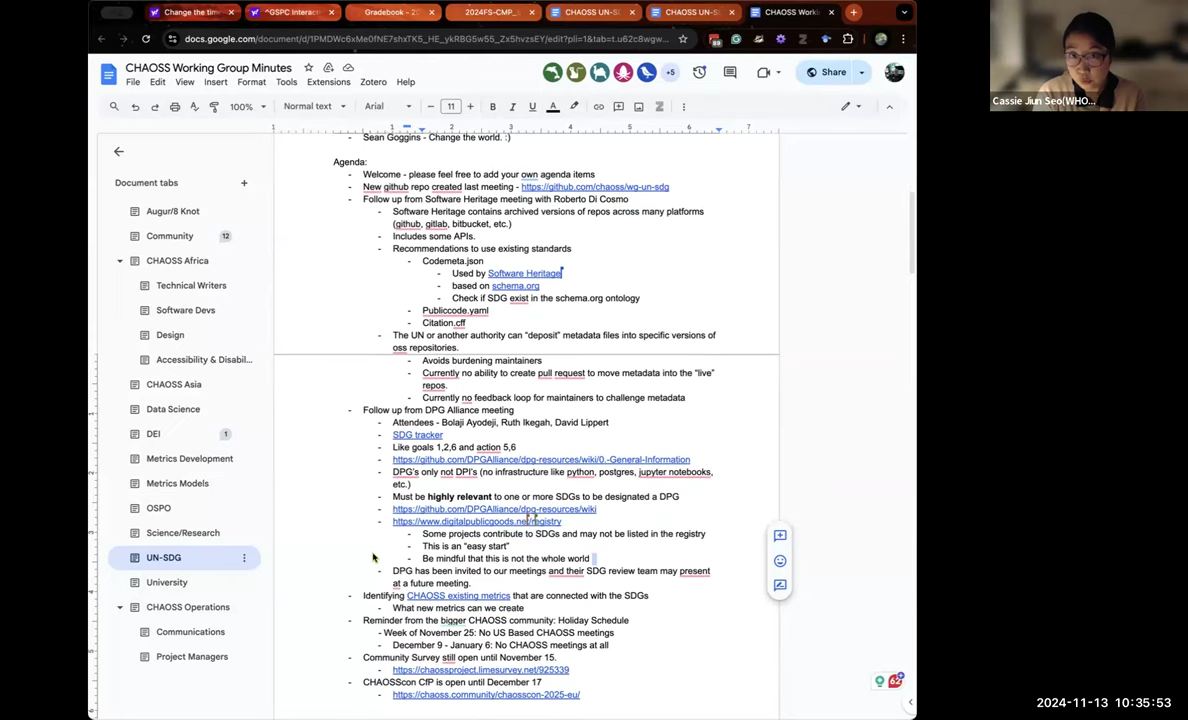 Change the time
^GSPC Interac
Gradebook - 20
2024FS-CMP_
CHAOSS UN-S
CHAOSS UN-S
CHAOSS Worki
docs.google.com/document/d/1PMDWc6xMe0fNE7shxTK5_HE_ykRBG5w55_Zx5hvzsEY/edit?pli=1&tab=t.u62c8wgw...
CHAOSS Working Group Minutes
File Edit View Insert Format Tools Extensions Zotero Help
+5
Share
100%
Normal text
Arial
11
Document tabs
Augur/8 Knot
Community 12
CHAOSS Africa
Technical Writers
Software Devs
Design
Accessibility & Disabil...
CHAOSS Asia
Data Science
DEI 1
Metrics Development
Metrics Models
OSPO
Science/Research
UN-SDG
University
CHAOSS Operations
Communications
Project Managers
1 1 2 3 4 5 6 7
- Sean Goggins - Change the world. :)
Agenda:
- Welcome - please feel free to add your own agenda items
- New github repo created last meeting - https://github.com/chaoss/wg-un-sdg
- Follow up from Software Heritage meeting with Roberto Di Cosmo
- Software Heritage contains archived versions of repos across many platforms
(github, gitlab, bitbucket, etc.)
- Includes some APIs.
- Recommendations to use existing standards
- Codemeta.json
- Used by Software Heritage
- based on schema.org
- Check if SDG exist in the schema.org ontology
- Publiccode.yaml
- Citation.cff
- The UN or another authority can “deposit” metadata files into specific versions of
oss repositories.
- Avoids burdening maintainers
- Currently no ability to create pull request to move metadata into the “live”
repos.
- Currently no feedback loop for maintainers to challenge metadata
- Follow up from DPG Alliance meeting
- Attendees - Bolaji Ayodeji, Ruth Ikegah, David Lippert
- SDG tracker
- Like goals 1,2,6 and action 5,6
- https://github.com/DPGAlliance/dpg-resources/wiki/0.-General-Information
- DPG's only not DPI's (no infrastructure like python, postgres, jupyter notebooks,
etc.)
- Must be highly relevant to one or more SDGs to be designated a DPG
- https://github.com/DPGAlliance/dpg-resources/wiki
- https://www.digitalpublicgoods.net/registry
- Some projects contribute to SDGs and may not be listed in the registry
- This is an “easy start”
- Be mindful that this is not the whole world
- DPG has been invited to our meetings and their SDG review team may present
at a future meeting.
- Identifying CHAOSS existing metrics that are connected with the SDGs
- What new metrics can we create
- Reminder from the bigger CHAOSS community: Holiday Schedule
- Week of November 25: No US Based CHAOSS meetings
- December 9 - January 6: No CHAOSS meetings at all
- Community Survey still open until November 15.
- https://chaossproject.limesurvey.net/925339
- CHAOSScon CfP is open until December 17
- https://chaoss.community/chaosscon-2025-eu/
62
Cassie Jiun Seo(WHO...
2024-11-13 10:35:53